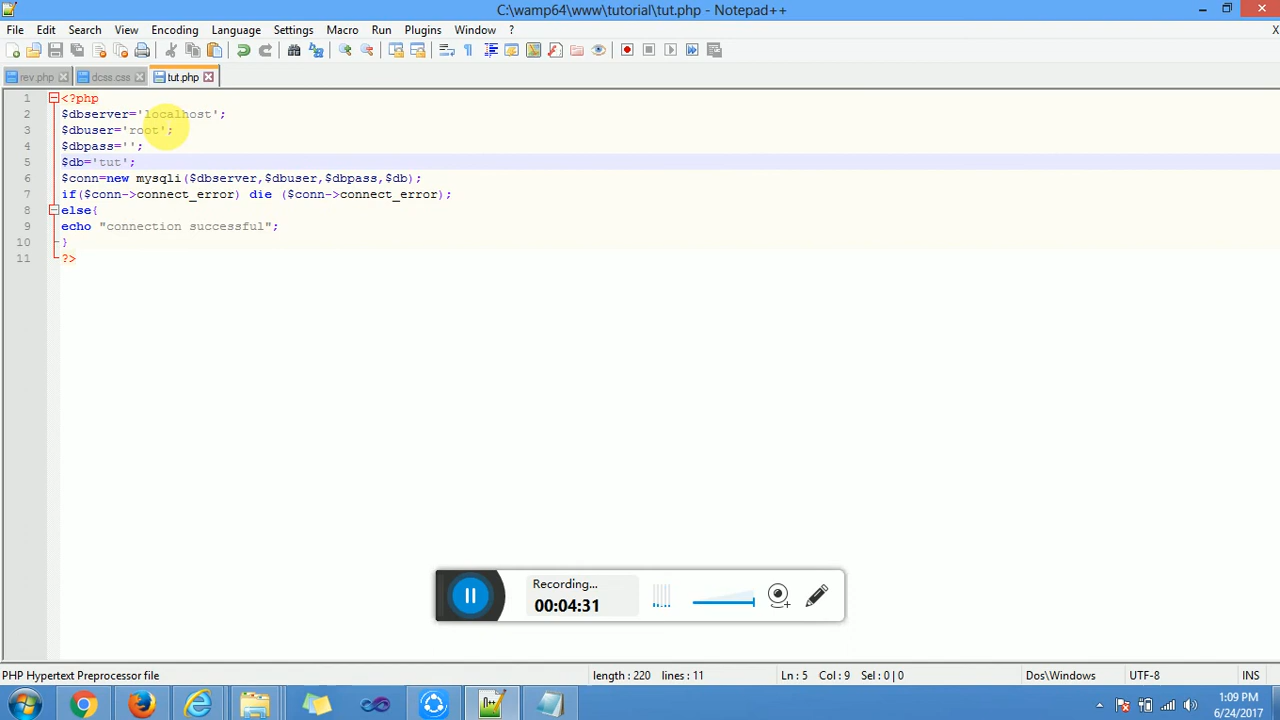 C:\wamp64\www\tutorial\tut.php - Notepad++
File Edit Search View Encoding Language Settings Macro Run Plugins Window ? X
rev.php dcss.css tut.php
1 <?php
2 $dbserver='localhost';
3 $dbuser='root';
4 $dbpass='';
5 $db='tut';
6 $conn=new mysqli($dbserver,$dbuser,$dbpass,$db);
7 if($conn->connect_error) die ($conn->connect_error);
8 else{
9 echo "connection successful";
10 }
11 ?>
Recording...
00:04:31
PHP Hypertext Preprocessor file length : 220 lines : 11 Ln : 5 Col : 9 Sel : 0 | 0 Dos\Windows UTF-8 INS
1:09 PM
6/24/2017